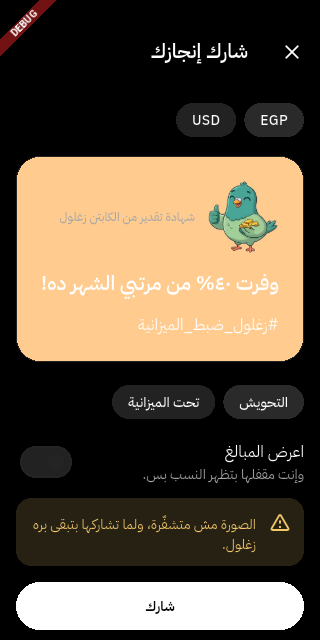 DEBUG
شارك إنجازك
EGP
USD
شهادة تقدير من الكابتن زغلول
وفرت ٤٠% من مرتبي الشهر ده!
#زغلول_ضبط_الميزانية
التحويش
تحت الميزانية
اعرض المبالغ
وإنت مقفلها بتظهر النسب بس.
الصورة مش متشفّرة، ولما تشاركها بتبقى بره
زغلول.
شارك